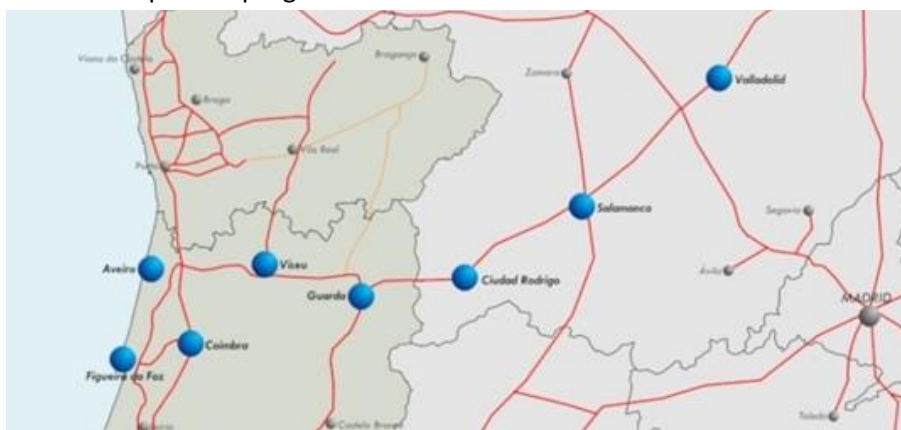 Viana do Castelo
Bragança
Zamora
Valladolid
Braga
Vila Real
Porto
Salamanca
Segovia
Aveiro
Viseu
Ávila
Ciudad Rodrigo
Guarda
MADRID
Coimbra
Figueira da Foz
Toledo
Castelo Branco